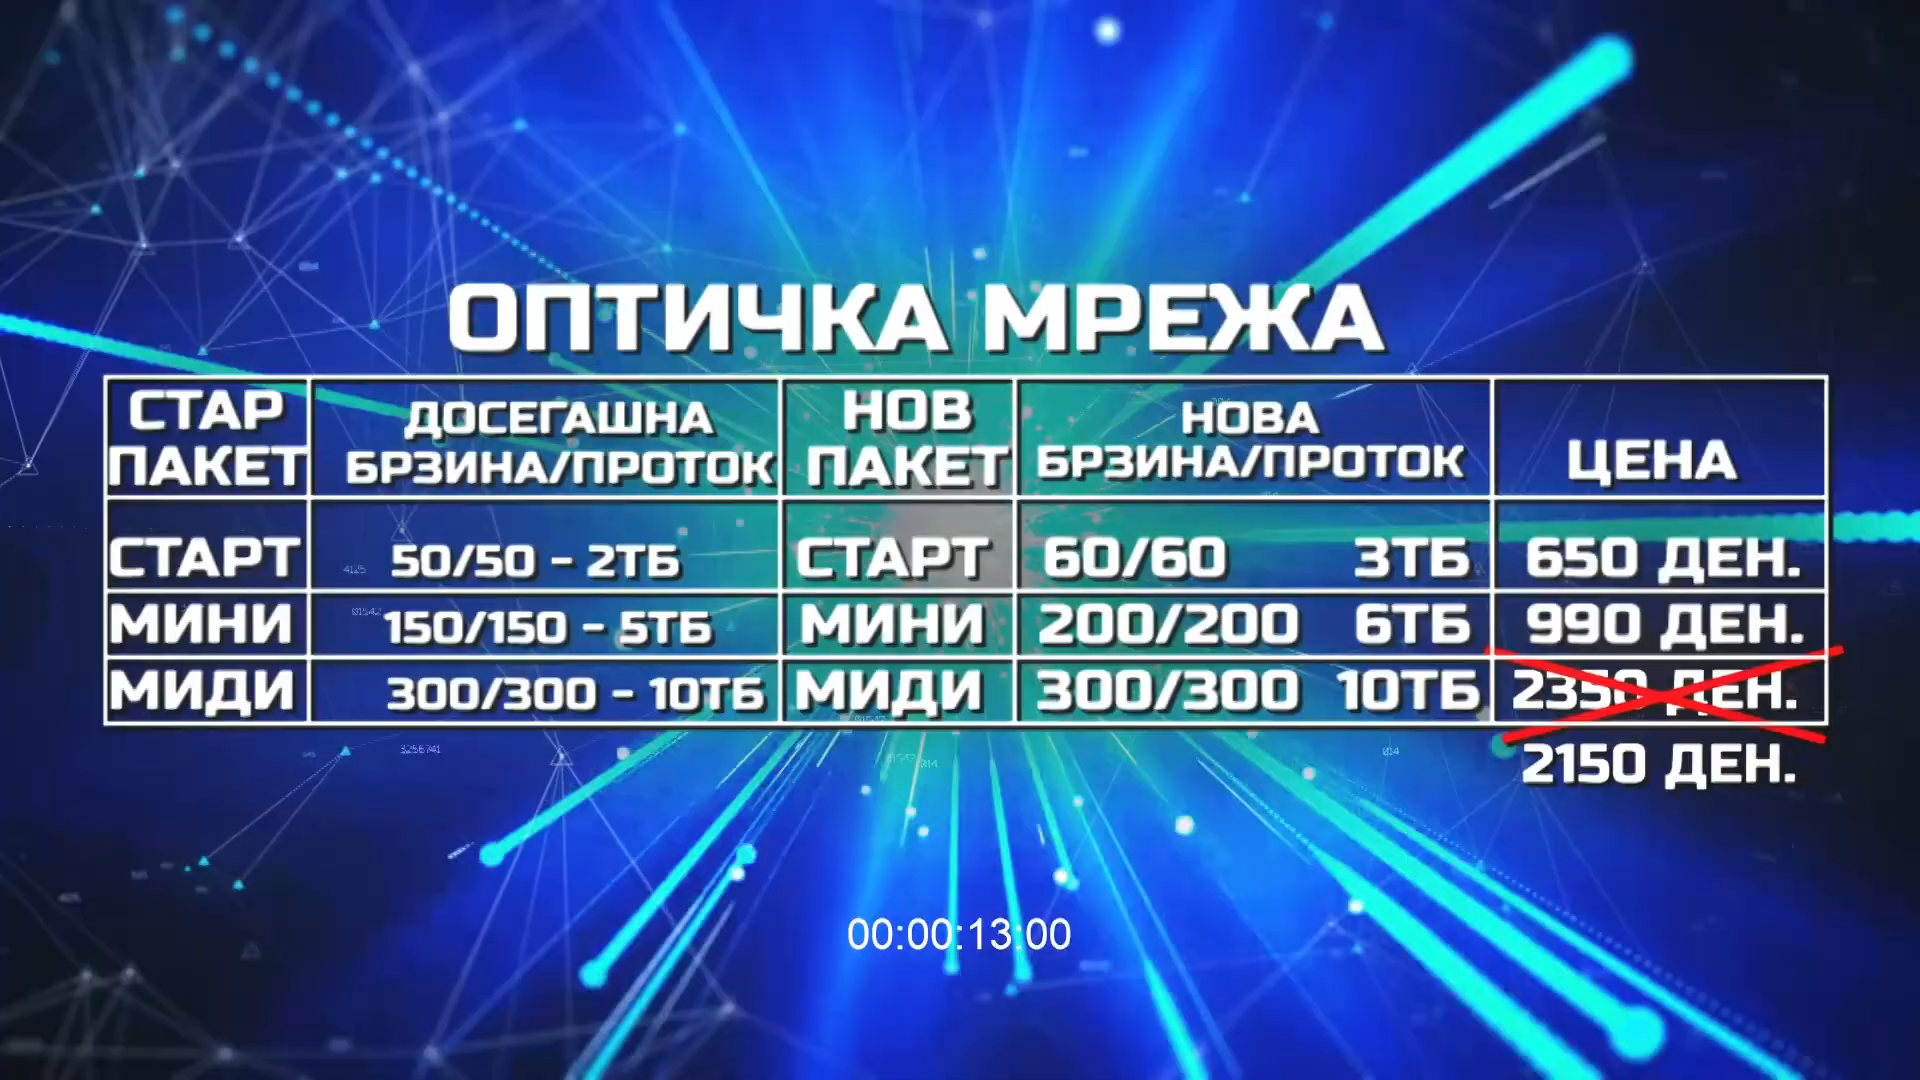 ОПТИЧКА МРЕЖА
СТАР ПАКЕТ ДОСЕГАШНА БРЗИНА/ПРОТОК НОВ ПАКЕТ НОВА БРЗИНА/ПРОТОК ЦЕНА
СТАРТ 50/50 - 2ТБ СТАРТ 60/60 3ТБ 650 ДЕН.
МИНИ 150/150 - 5ТБ МИНИ 200/200 6ТБ 990 ДЕН.
МИДИ 300/300 - 10ТБ МИДИ 300/300 10ТБ 2350 ДЕН.
2150 ДЕН.
00:00:13:00